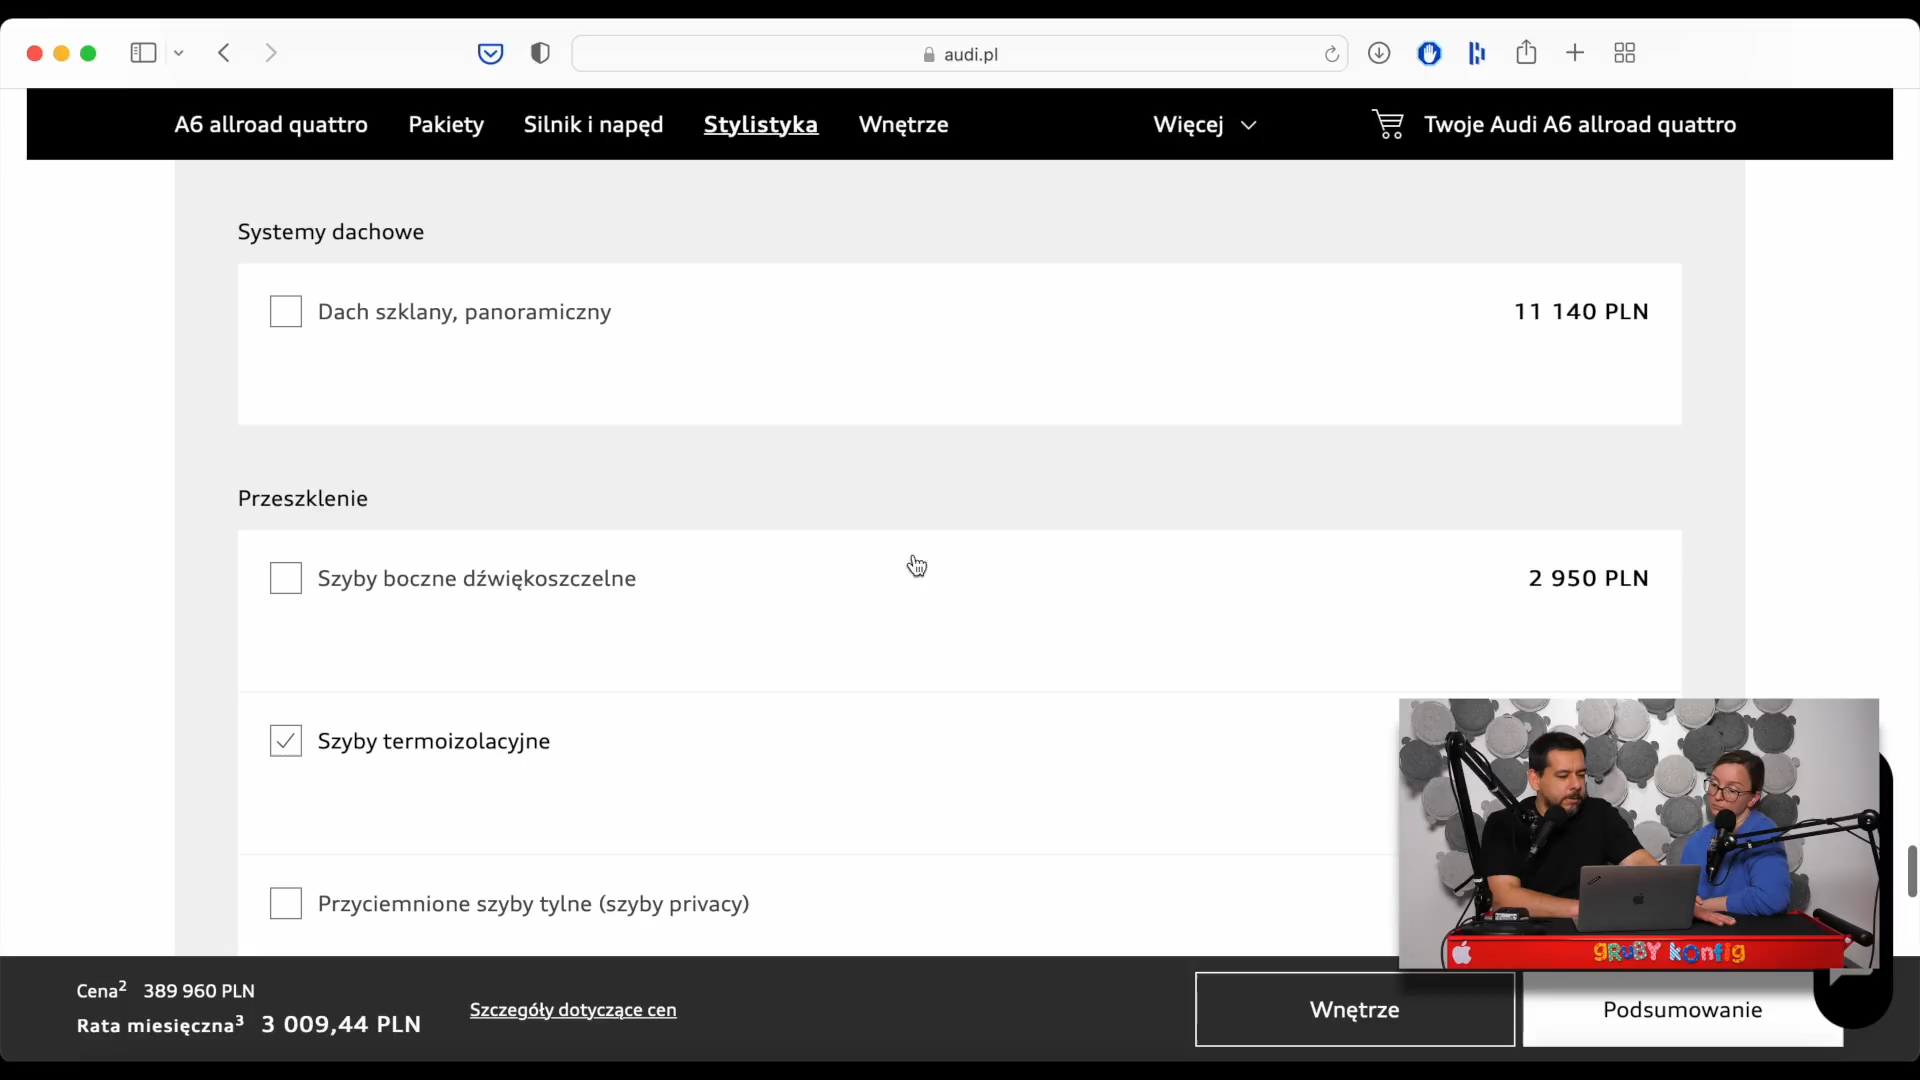 audi.pl
A6 allroad quattro Pakiety Silnik i napęd Stylistyka Wnętrze Więcej Twoje Audi A6 allroad quattro
Systemy dachowe
Dach szklany, panoramiczny 11 140 PLN
Przeszklenie
Szyby boczne dźwiękoszczelne 2 950 PLN
Szyby termoizolacyjne
Przyciemnione szyby tylne (szyby privacy)
gRuBY konfig
Cena2 389 960 PLN
Rata miesięczna3 3 009,44 PLN
Szczegóły dotyczące cen
Wnętrze
Podsumowanie